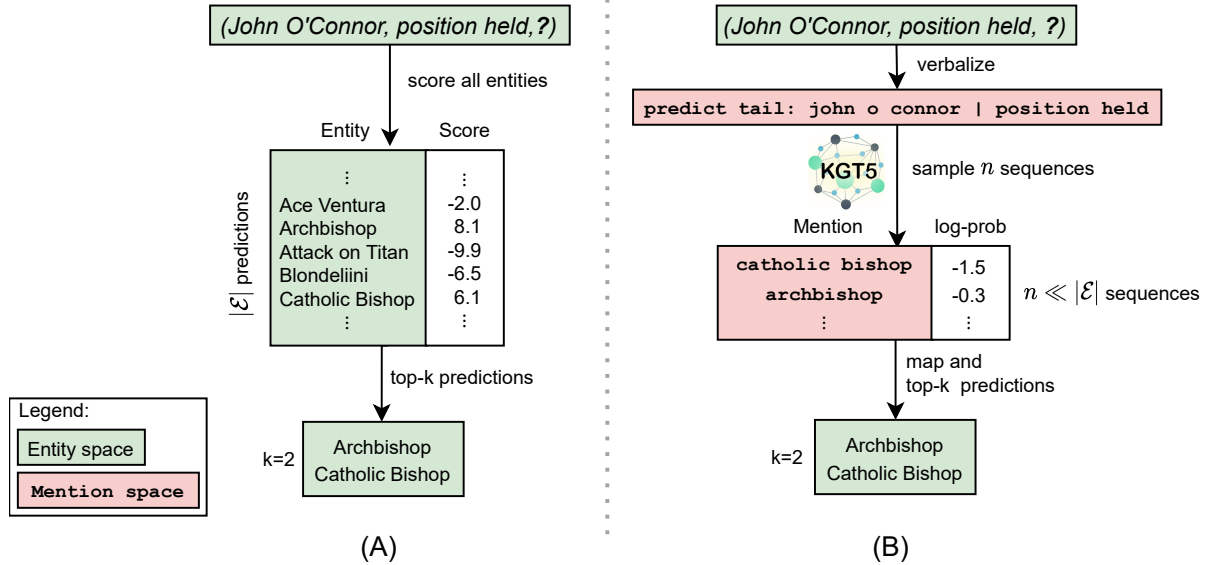 (John O'Connor, position held,?)
score all entities
Entity Score
|ℰ| predictions
⋮ ⋮
Ace Ventura -2.0
Archbishop 8.1
Attack on Titan -9.9
Blondeliini -6.5
Catholic Bishop 6.1
⋮ ⋮
top-k predictions
k=2
Archbishop
Catholic Bishop
Legend:
Entity space
Mention space
(A)
(John O'Connor, position held, ?)
verbalize
predict tail: john o connor | position held
KGT5
sample n sequences
Mention log-prob
catholic bishop -1.5
archbishop -0.3
⋮ ⋮
n ≪ |ℰ| sequences
map and
top-k predictions
k=2
Archbishop
Catholic Bishop
(B)